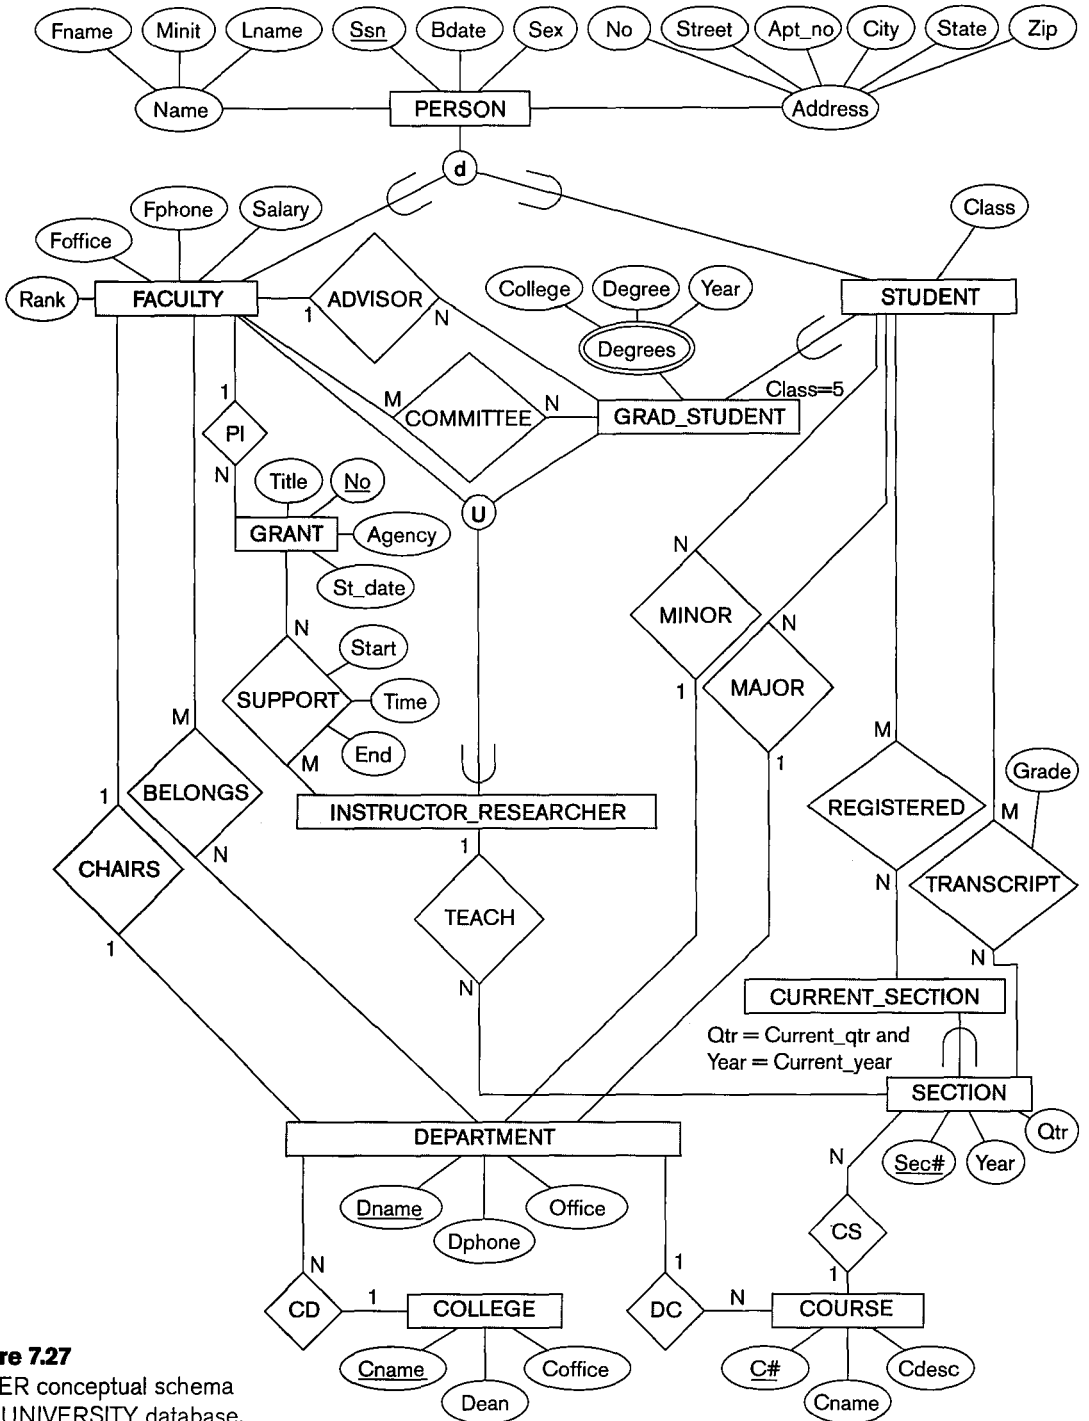 Fname Minit Lname Ssn Bdate Sex No Street Apt_no City State Zip
Name PERSON Address
d
Fphone Salary Class
Foffice
Rank FACULTY ADVISOR College Degree Year STUDENT
1 N
Degrees
Class=5
1 M COMMITTEE N GRAD_STUDENT
PI
N
Title No U
GRANT Agency
St_date N
MINOR
N Start N
SUPPORT Time 1 MAJOR
M End M
M 1 Grade
1 BELONGS REGISTERED
INSTRUCTOR_RESEARCHER M
N 1
CHAIRS N TRANSCRIPT
TEACH
1 N
N CURRENT_SECTION
Qtr = Current_qtr and
Year = Current_year
SECTION
DEPARTMENT Qtr
N Sec# Year
Dname Office
Dphone CS
N 1 1
CD 1 COLLEGE DC N COURSE
re 7.27
Cname Coffice C# Cdesc
ER conceptual schema
Dean Cname
UNIVERSITY database.